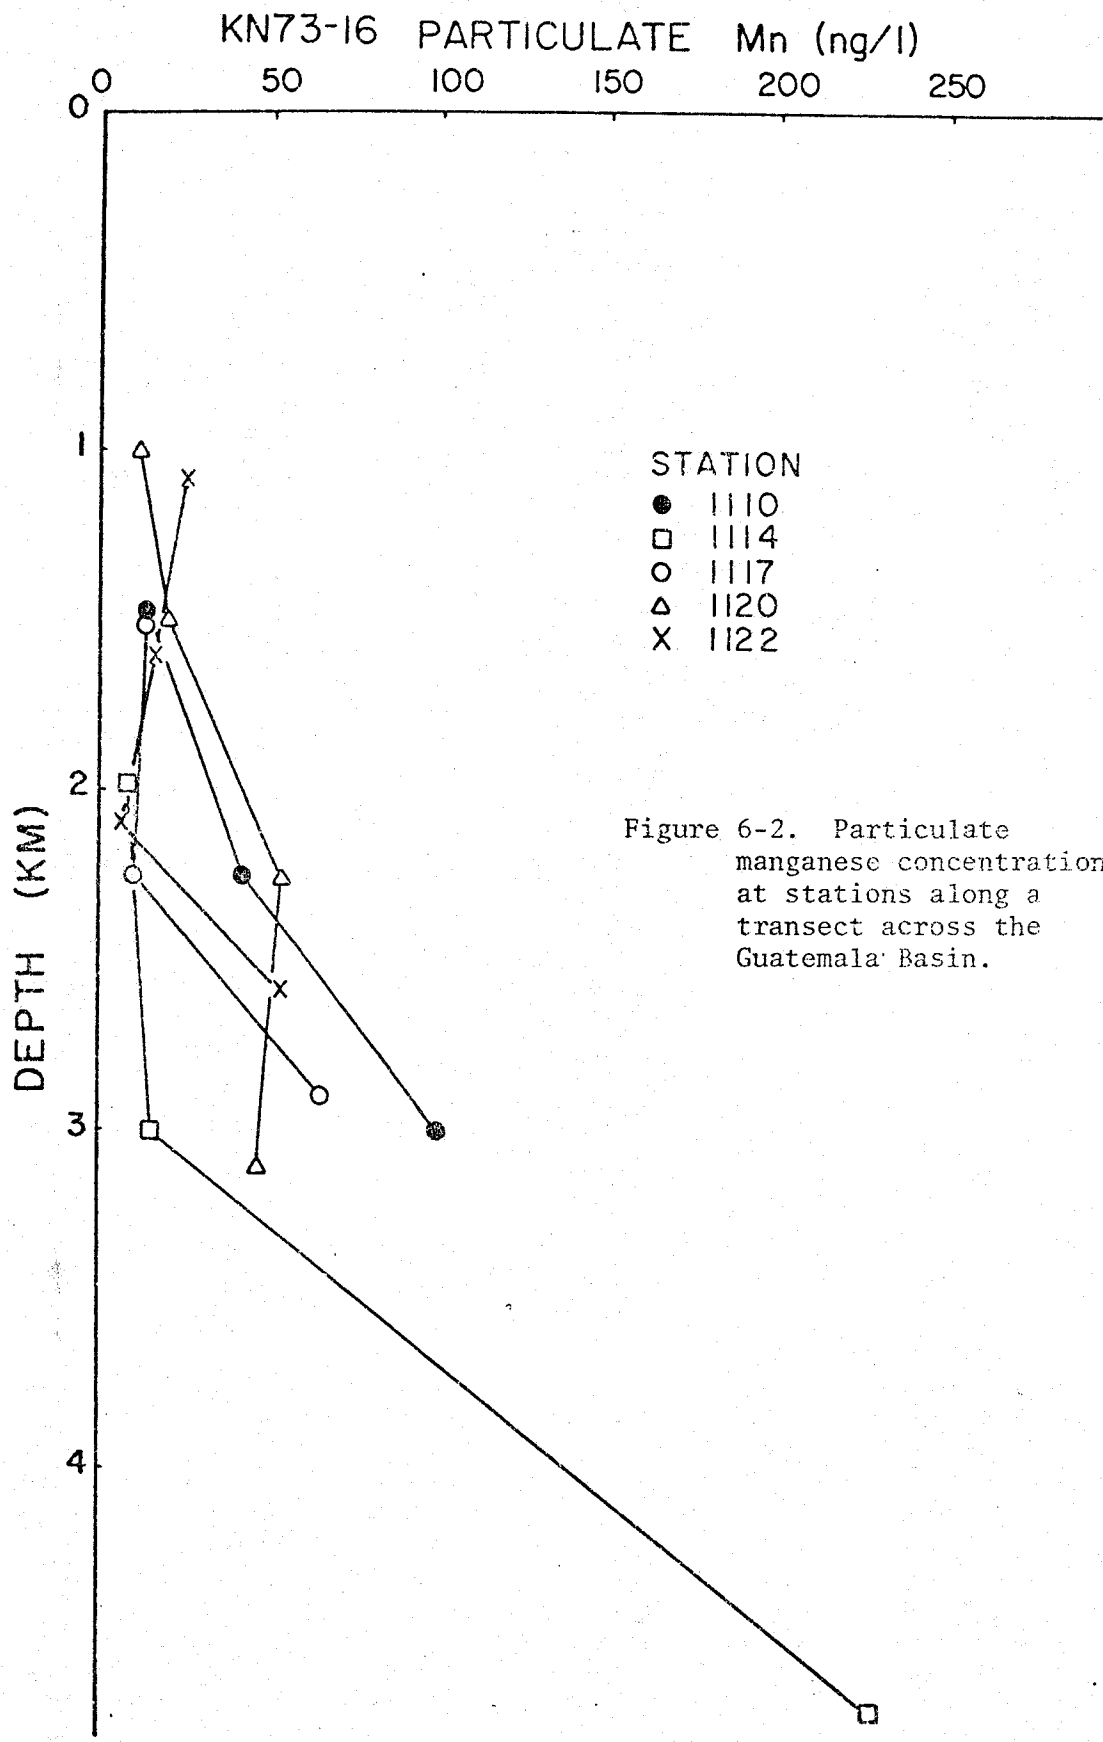 KN73-16 PARTICULATE Mn (ng/l)
0 50 100 150 200 250
0
1
2
3
4
DEPTH (KM)
STATION
● 1110
□ 1114
○ 1117
△ 1120
X 1122
Figure 6-2. Particulate
manganese concentration
at stations along a
transect across the
Guatemala Basin.